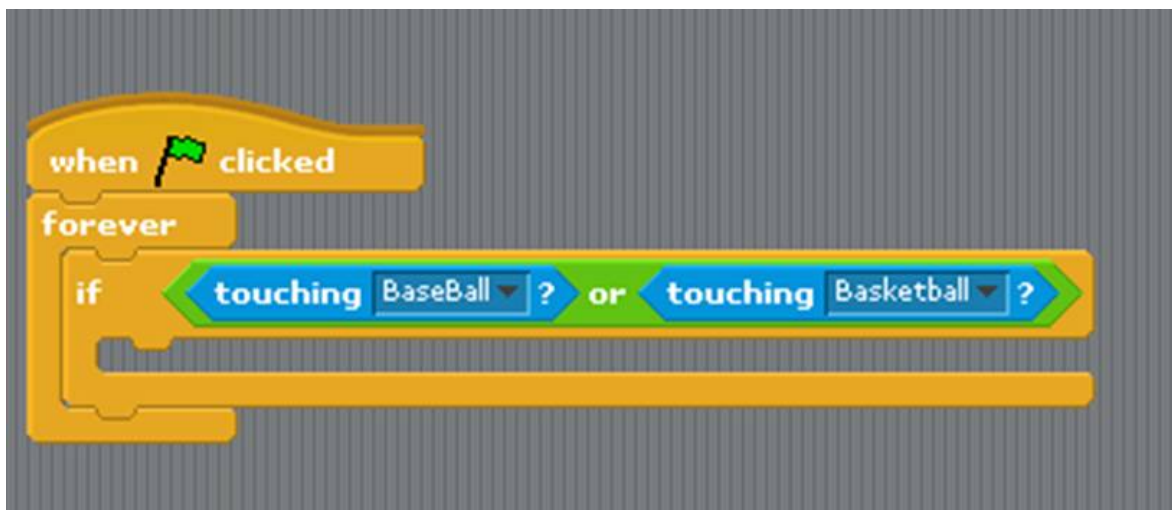 when clicked
forever
if touching BaseBall ? or touching Basketball ?